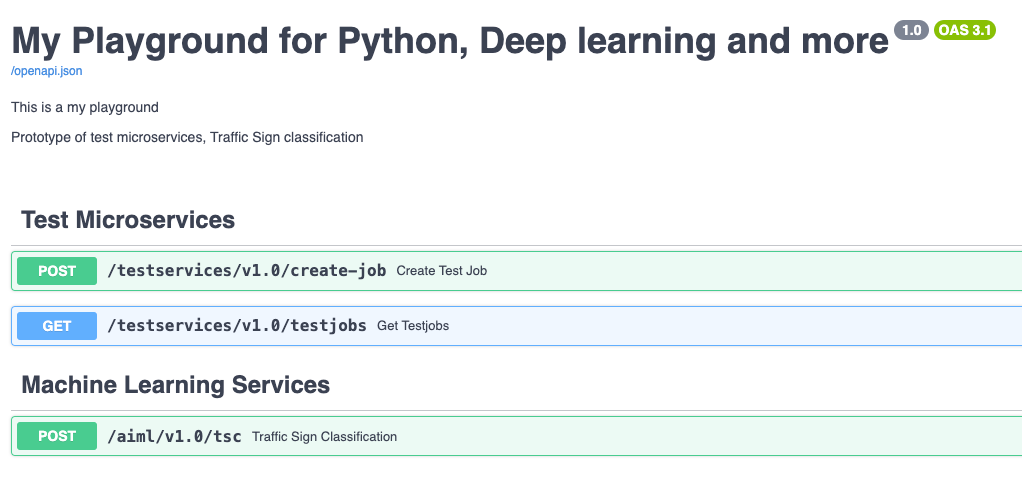 My Playground for Python, Deep learning and more 1.0 OAS 3.1
/openapi.json
This is a my playground
Prototype of test microservices, Traffic Sign classification
Test Microservices
POST /testservices/v1.0/create-job Create Test Job
GET /testservices/v1.0/testjobs Get Testjobs
Machine Learning Services
POST /aiml/v1.0/tsc Traffic Sign Classification